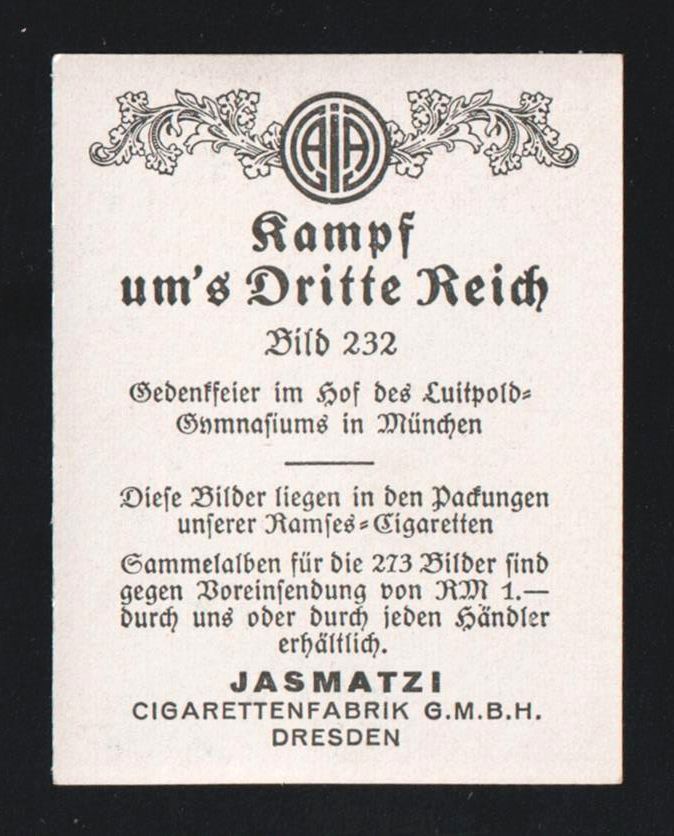 Kampf
um's Dritte Reich
Bild 232
Gedenkfeier im Hof des Luitpold-
Gymnasiums in München
Diese Bilder liegen in den Packungen
unserer Ramses-Cigaretten
Sammelalben für die 273 Bilder sind
gegen Voreinsendung von RM 1.—
durch uns oder durch jeden Händler
erhältlich.
JASMATZI
CIGARETTENFABRIK G.M.B.H.
DRESDEN